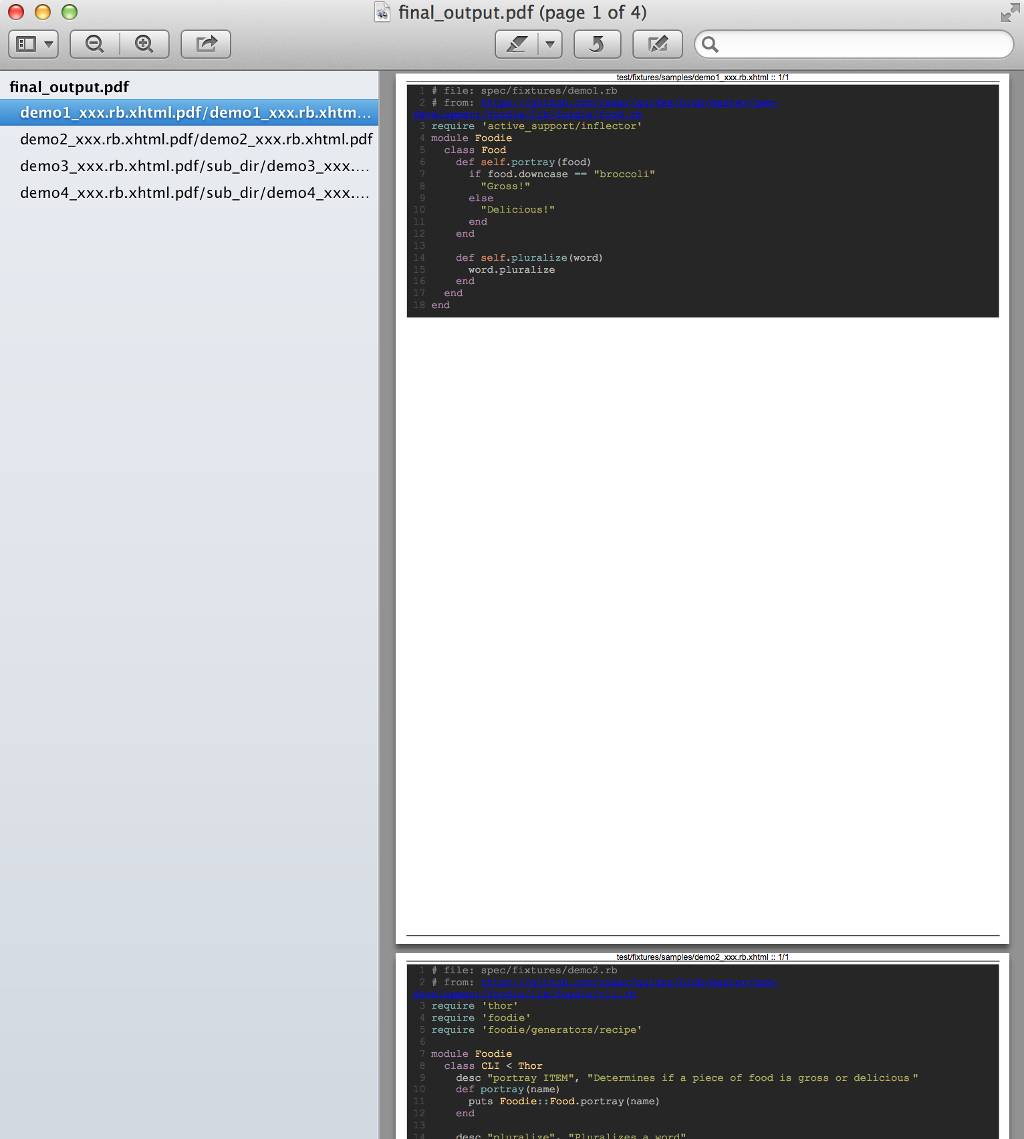 final_output.pdf (page 1 of 4)
final_output.pdf
demo1_xxx.rb.xhtml.pdf/demo1_xxx.rb.xhtm...
demo2_xxx.rb.xhtml.pdf/demo2_xxx.rb.xhtml.pdf
demo3_xxx.rb.xhtml.pdf/sub_dir/demo3_xxx....
demo4_xxx.rb.xhtml.pdf/sub_dir/demo4_xxx....
test/fixtures/samples/demo1_xxx.rb.xhtml :: 1/1
1 # file: spec/fixtures/demo1.rb
2 # from:
3 require 'active_support/inflector'
4 module Foodie
5 class Food
6 def self.portray(food)
7 if food.downcase == "broccoli"
8 "Gross!"
9 else
10 "Delicious!"
11 end
12 end
13
14 def self.pluralize(word)
15 word.pluralize
16 end
17 end
18 end
test/fixtures/samples/demo2_xxx.rb.xhtml :: 1/1
1 # file: spec/fixtures/demo2.rb
2 # from:
3 require 'thor'
4 require 'foodie'
5 require 'foodie/generators/recipe'
6
7 module Foodie
8 class CLI < Thor
9 desc "portray ITEM", "Determines if a piece of food is gross or delicious"
10 def portray(name)
11 puts Foodie::Food.portray(name)
12 end
13
14 desc "pluralize", "Pluralizes a word"